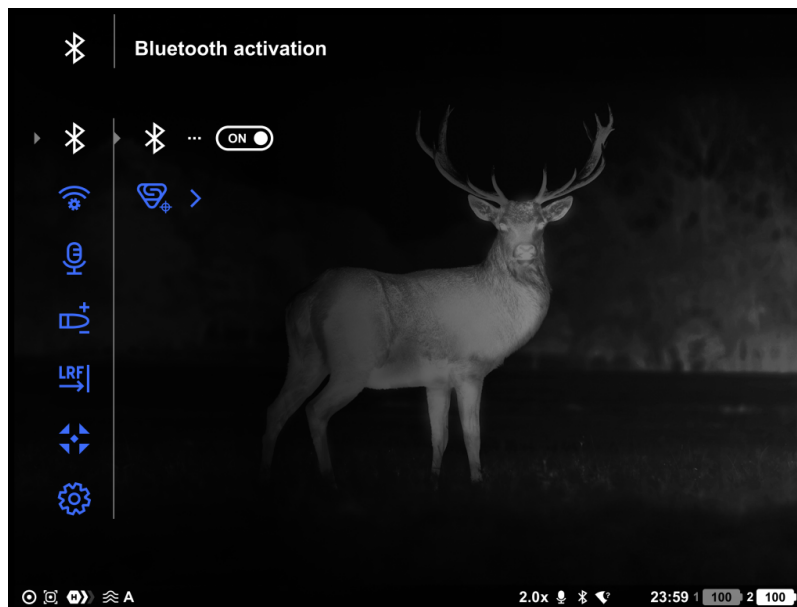 Bluetooth activation
ON
LRF
H
A
2.0x
?
23:59 1 100 2 100